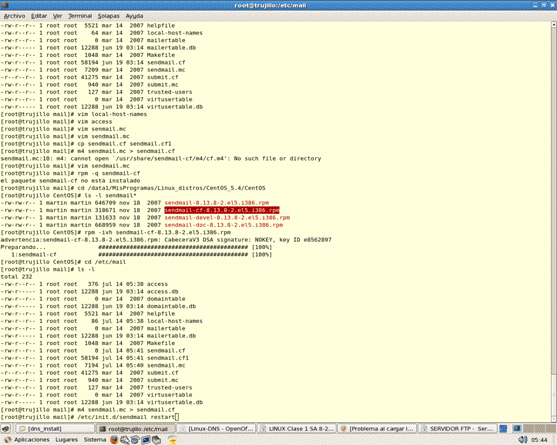 root@trujillo:/etc/mail
Archivo Editar Ver Terminal Solapas Ayuda
-rw-r--r-- 1 root root 5521 mar 14 2007 helpfile
-rw-r--r-- 1 root root 64 mar 14 2007 local-host-names
-rw-r--r-- 1 root root 0 mar 14 2007 mailertable
-rw-r----- 1 root root 12288 jun 19 03:14 mailertable.db
-rw-r--r-- 1 root root 1048 mar 14 2007 Makefile
-rw-r--r-- 1 root root 58194 jun 19 03:14 sendmail.cf
-rw-r--r-- 1 root root 7209 mar 14 2007 sendmail.mc
-r--r--r-- 1 root root 41275 mar 14 2007 submit.cf
-rw-r--r-- 1 root root 940 mar 14 2007 submit.mc
-rw-r--r-- 1 root root 127 mar 14 2007 trusted-users
-rw-r--r-- 1 root root 0 mar 14 2007 virtusertable
-rw-r----- 1 root root 12288 jun 19 03:14 virtusertable.db
[root@trujillo mail]# vim local-host-names
[root@trujillo mail]# vim access
[root@trujillo mail]# vim senmail.mc
[root@trujillo mail]# vim sendmail.mc
[root@trujillo mail]# cp sendmail.cf sendmail.cf1
[root@trujillo mail]# m4 sendmail.mc > sendmail.cf
sendmail.mc:10: m4: cannot open `/usr/share/sendmail-cf/m4/cf.m4': No such file or directory
[root@trujillo mail]# vim sendmail.mc
[root@trujillo mail]# rpm -q sendmail-cf
el paquete sendmail-cf no está instalado
[root@trujillo mail]# cd /data1/MisProgramas/Linux_distros/CentOS_5.4/CentOS
[root@trujillo CentOS]# ls -l sendmail*
-rw-r--r-- 1 martin martin 646709 nov 18 2007 sendmail-8.13.8-2.el5.i386.rpm
-rw-r--r-- 1 martin martin 318671 nov 18 2007 sendmail-cf-8.13.8-2.el5.i386.rpm
-rw-r--r-- 1 martin martin 131633 nov 18 2007 sendmail-devel-8.13.8-2.el5.i386.rpm
-rw-r--r-- 1 martin martin 668959 nov 18 2007 sendmail-doc-8.13.8-2.el5.i386.rpm
[root@trujillo CentOS]# rpm -ivh sendmail-cf-8.13.8-2.el5.i386.rpm
advertencia:sendmail-cf-8.13.8-2.el5.i386.rpm: CabeceraV3 DSA signature: NOKEY, key ID e8562897
Preparando... ########################################### [100%]
1:sendmail-cf ########################################### [100%]
[root@trujillo CentOS]# cd /etc/mail
[root@trujillo mail]# ls -l
total 232
-rw-r--r-- 1 root root 376 jul 14 05:38 access
-rw-r----- 1 root root 12288 jun 19 03:14 access.db
-rw-r--r-- 1 root root 0 mar 14 2007 domaintable
-rw-r----- 1 root root 12288 jun 19 03:14 domaintable.db
-rw-r--r-- 1 root root 5521 mar 14 2007 helpfile
-rw-r--r-- 1 root root 86 jul 14 05:38 local-host-names
-rw-r--r-- 1 root root 0 mar 14 2007 mailertable
-rw-r----- 1 root root 12288 jun 19 03:14 mailertable.db
-rw-r--r-- 1 root root 1048 mar 14 2007 Makefile
-rw-r--r-- 1 root root 0 jul 14 05:41 sendmail.cf
-rw-r--r-- 1 root root 58194 jul 14 05:41 sendmail.cf1
-rw-r--r-- 1 root root 7194 jul 14 05:40 sendmail.mc
-r--r--r-- 1 root root 41275 mar 14 2007 submit.cf
-rw-r--r-- 1 root root 940 mar 14 2007 submit.mc
-rw-r--r-- 1 root root 127 mar 14 2007 trusted-users
-rw-r--r-- 1 root root 0 mar 14 2007 virtusertable
-rw-r----- 1 root root 12288 jun 19 03:14 virtusertable.db
[root@trujillo mail]# m4 sendmail.mc > sendmail.cf
[root@trujillo mail]# /etc/init.d/sendmail restart
[dns_install] root@trujillo:/etc/mail [Linux-DNS - OpenOf... LINUX Clase 1 SA 8-2... [Problema al cargar l... SERVIDOR FTP - Ser...
Aplicaciones Lugares Sistema 05:44